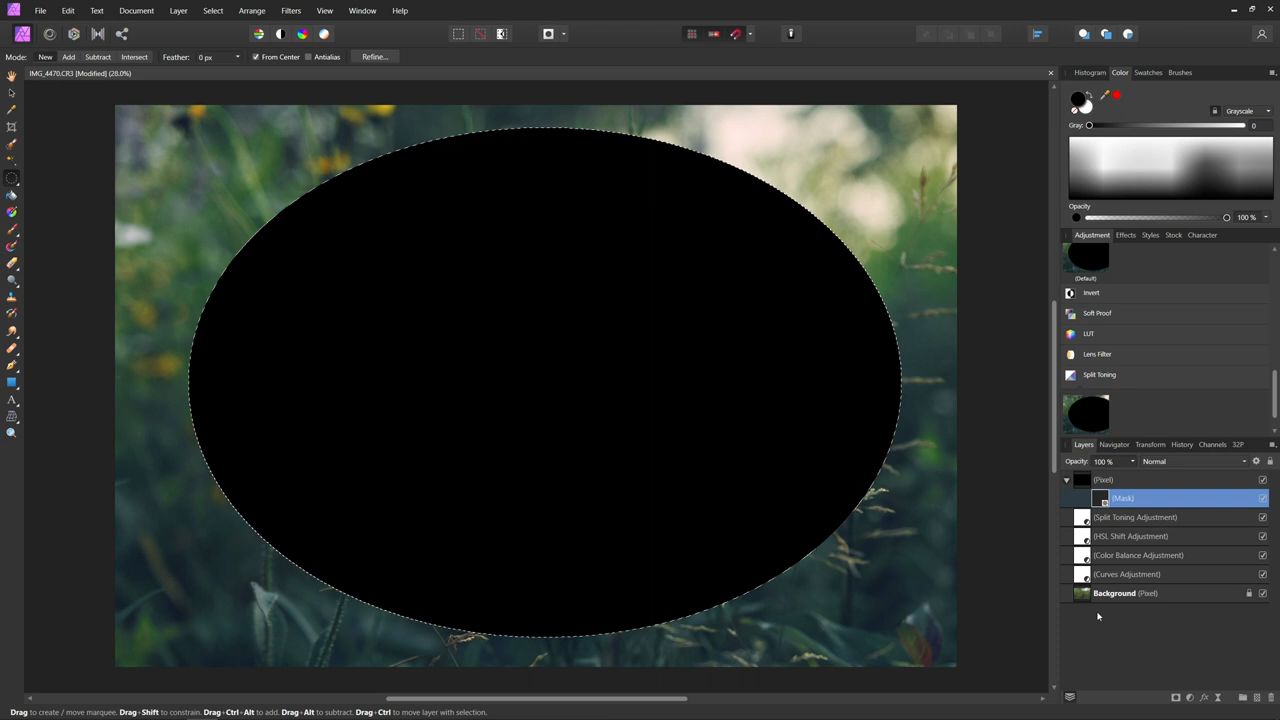 File Edit Text Document Layer Select Arrange Filters View Window Help
Mode: New Add Subtract Intersect Feather: 0 px From Center Antialias Refine...
IMG_4470.CR3 [Modified] (28.0%)
Histogram Color Swatches Brushes
Grayscale
Gray: 0
Opacity
100 %
Adjustment Effects Styles Stock Character
(Default)
Invert
Soft Proof
LUT
Lens Filter
Split Toning
Layers Navigator Transform History Channels 32P
Opacity: 100 % Normal
(Pixel)
(Mask)
(Split Toning Adjustment)
(HSL Shift Adjustment)
(Color Balance Adjustment)
(Curves Adjustment)
Background (Pixel)
Drag to create / move marquee. Drag+Shift to constrain. Drag+Ctrl+Alt to add. Drag+Alt to subtract. Drag+Ctrl to move layer with selection.